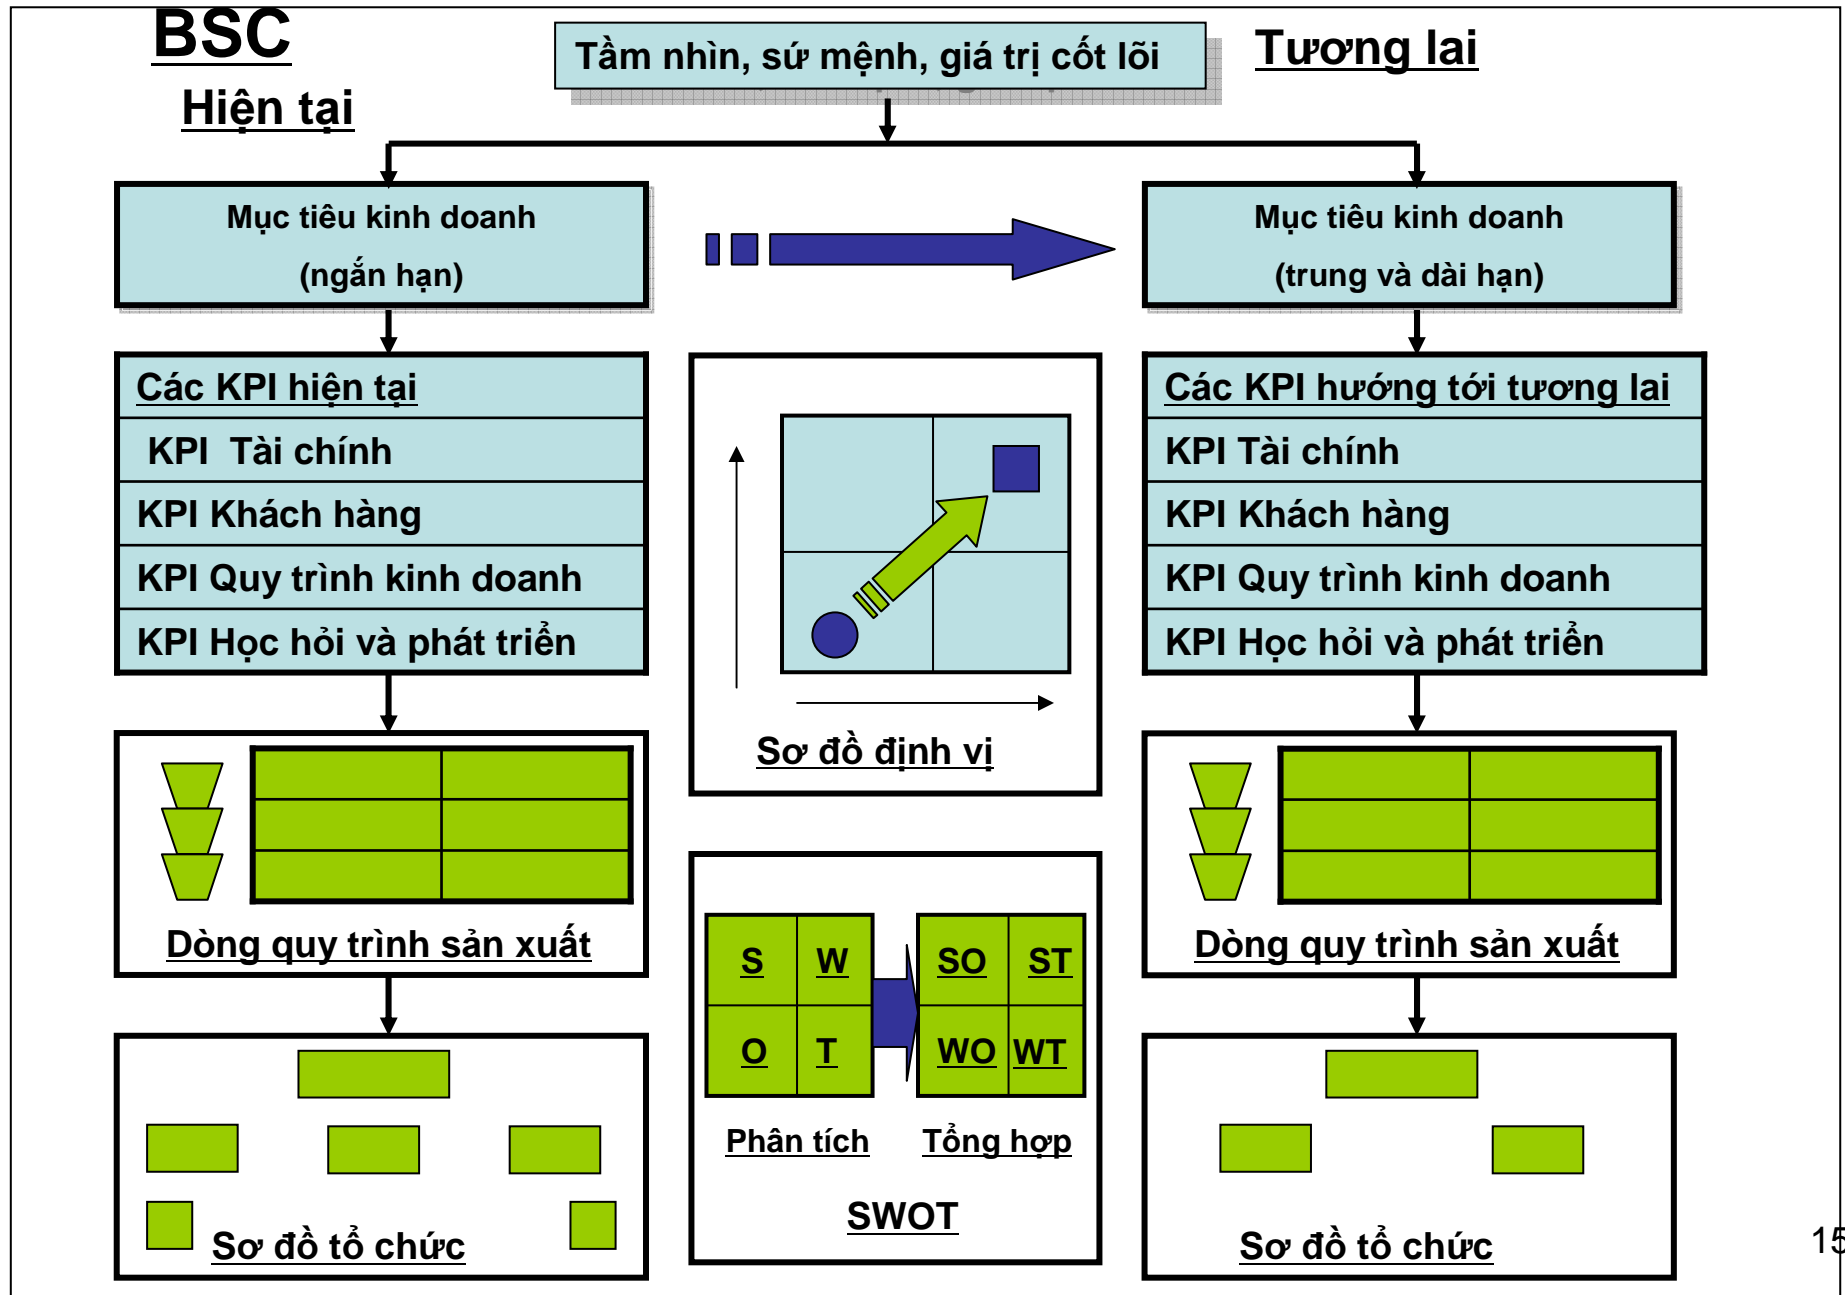 BSC
Tầm nhìn, sứ mệnh, giá trị cốt lõi
Tương lai
Hiện tại
Mục tiêu kinh doanh
(ngắn hạn)
Mục tiêu kinh doanh
(trung và dài hạn)
Các KPI hiện tại
KPI Tài chính
KPI Khách hàng
KPI Quy trình kinh doanh
KPI Học hỏi và phát triển
Sơ đồ định vị
Các KPI hướng tới tương lai
KPI Tài chính
KPI Khách hàng
KPI Quy trình kinh doanh
KPI Học hỏi và phát triển
Dòng quy trình sản xuất
S W SO ST
O T WO WT
Phân tích Tổng hợp
SWOT
Dòng quy trình sản xuất
Sơ đồ tổ chức
Sơ đồ tổ chức
15